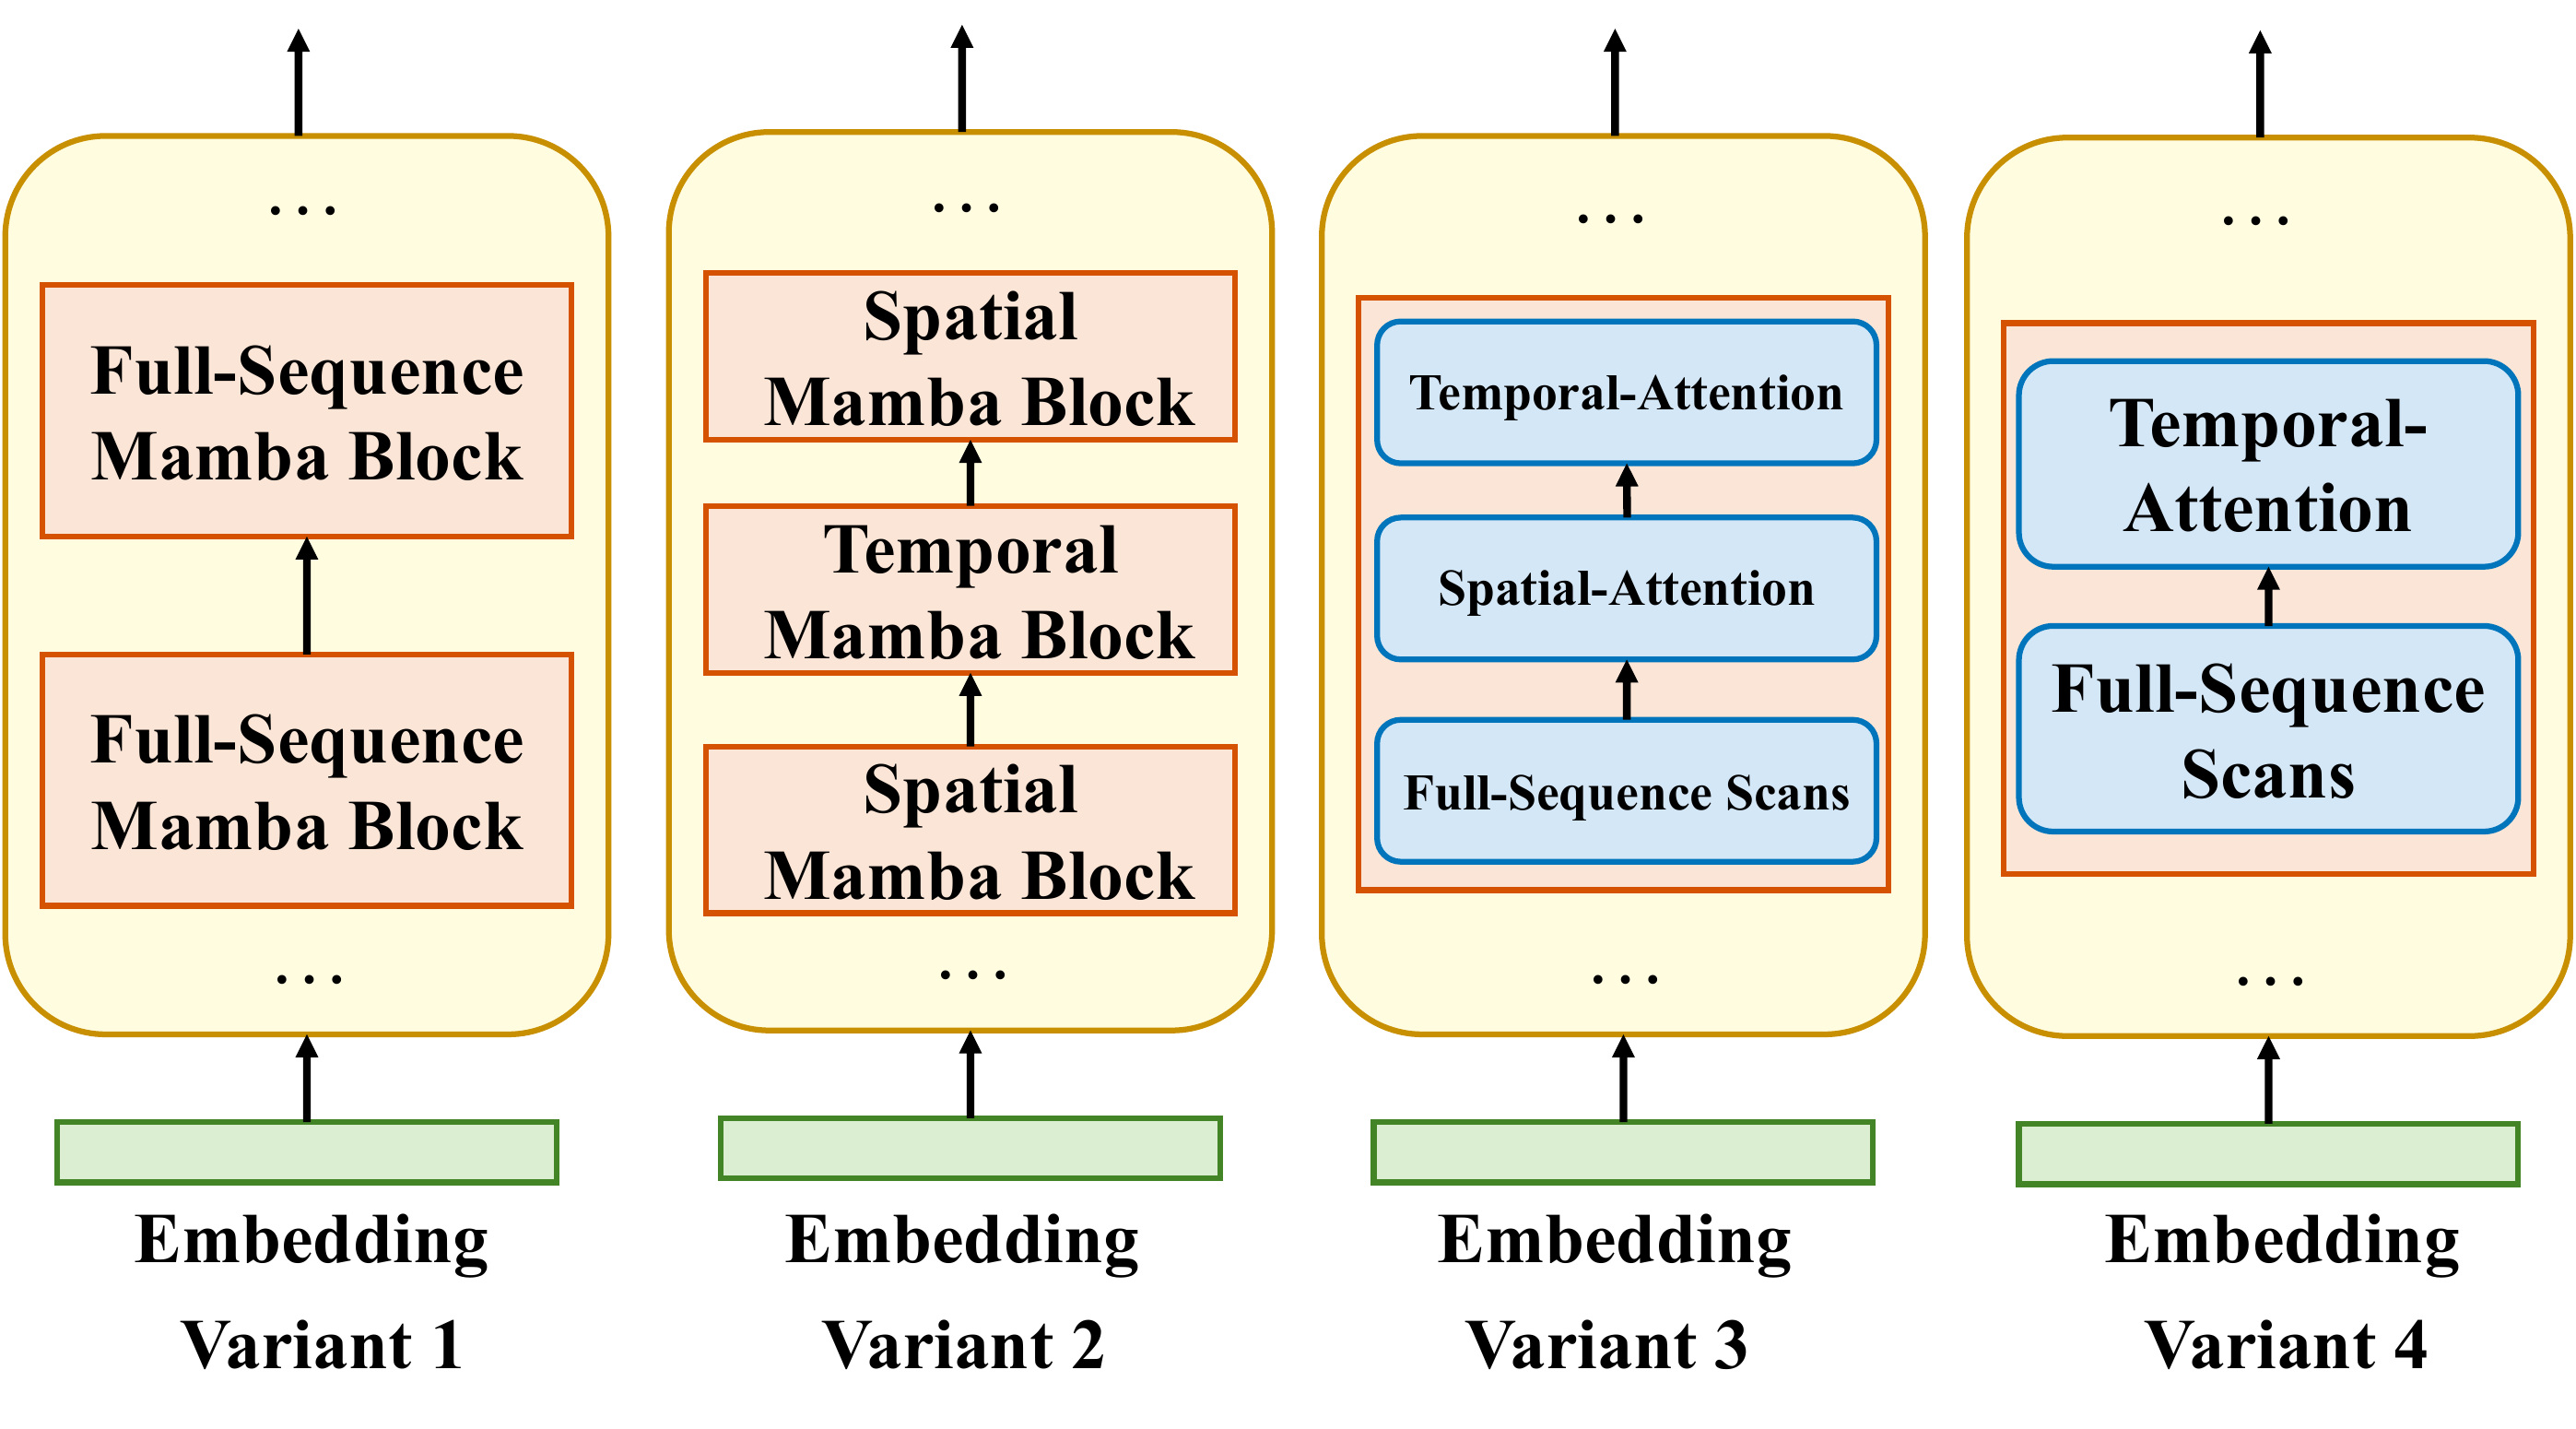 ...
Full-Sequence
Mamba Block
Full-Sequence
Mamba Block
...
Embedding
Variant 1
...
Spatial
Mamba Block
Temporal
Mamba Block
Spatial
Mamba Block
...
Embedding
Variant 2
...
Temporal-Attention
Spatial-Attention
Full-Sequence Scans
...
Embedding
Variant 3
...
Temporal-
Attention
Full-Sequence
Scans
...
Embedding
Variant 4